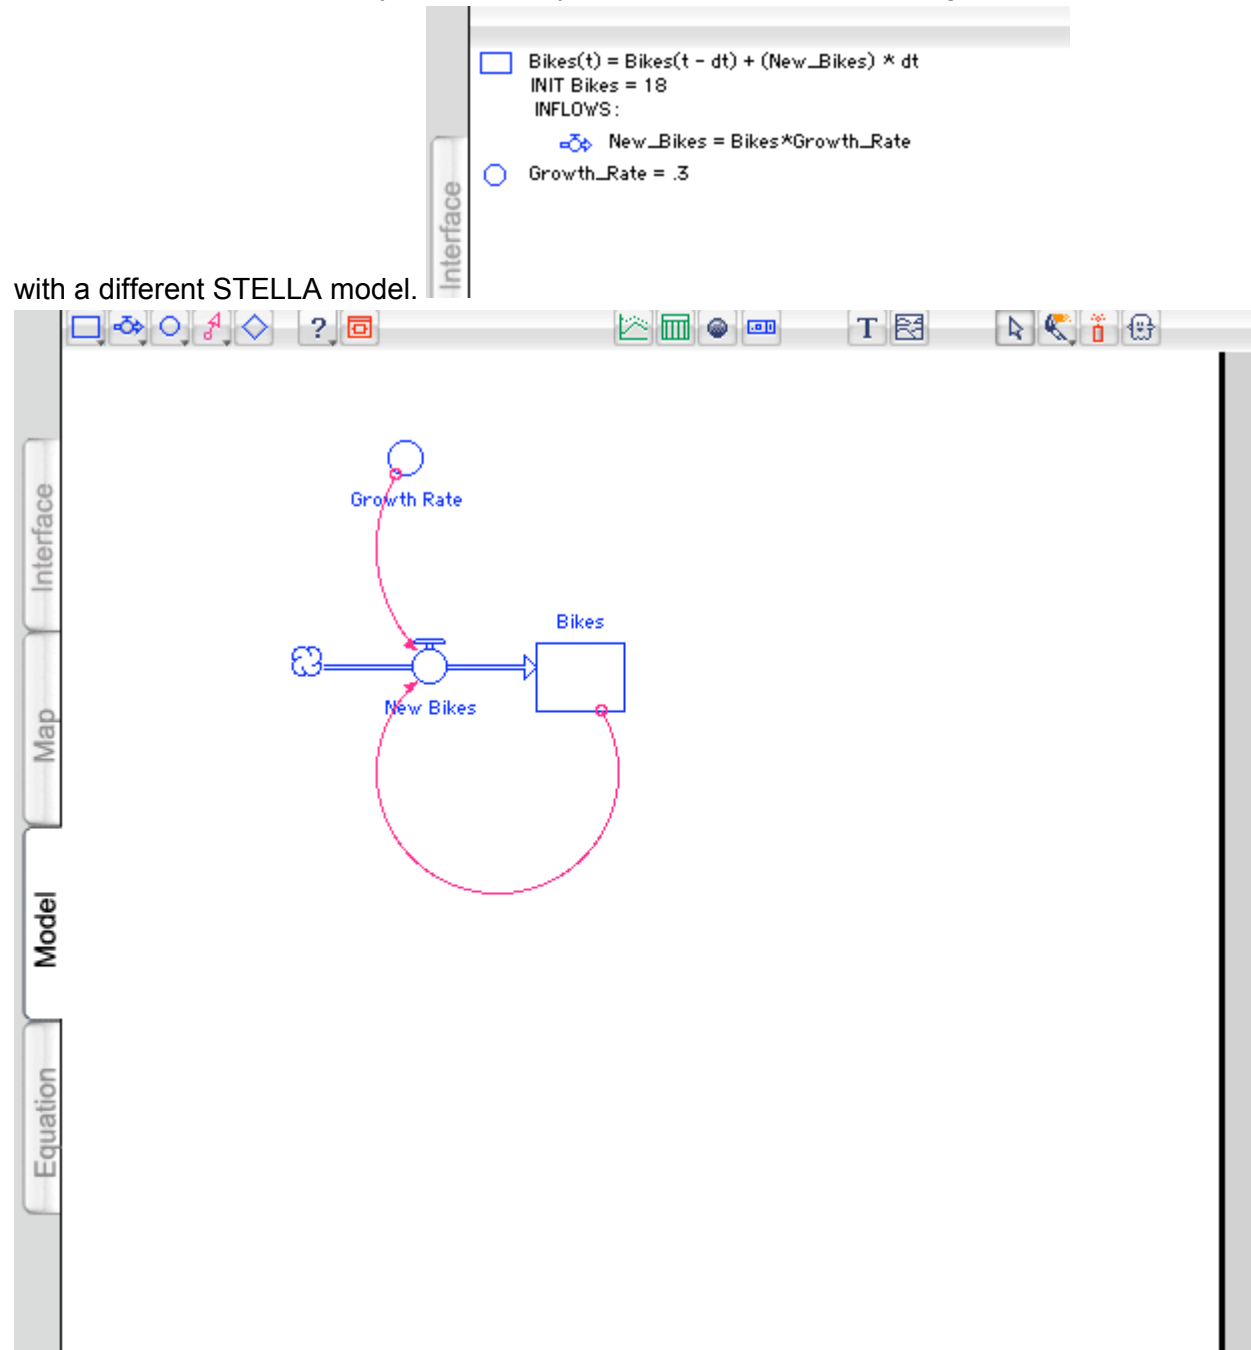 Bikes(t) = Bikes(t - dt) + (New_Bikes) * dt
INIT Bikes = 18
INFLOWS:
New_Bikes = Bikes*Growth_Rate
Growth_Rate = .3
Interface
with a different STELLA model.
? T
Interface
Map
Model
Equation
Growth Rate
Bikes
New Bikes